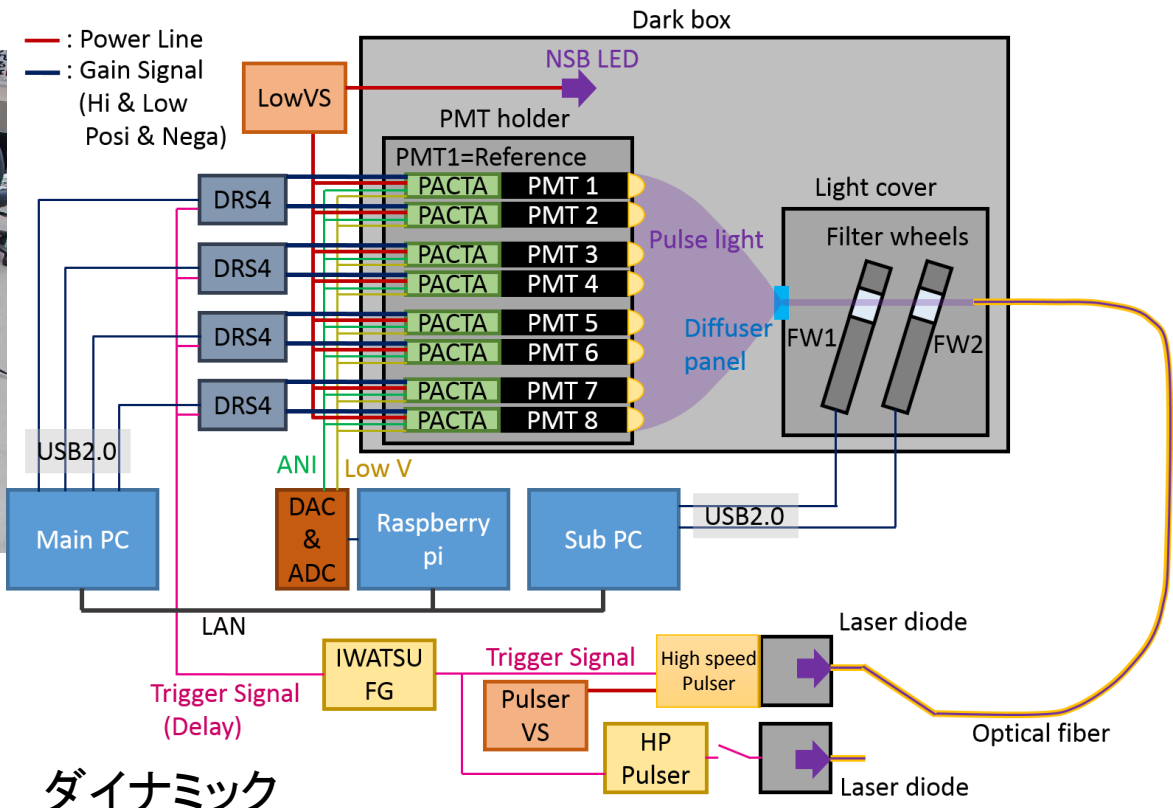 Dark box
: Power Line
: Gain Signal
(Hi & Low
Posi & Nega)
LowVS
NSB LED
PMT holder
PMT1=Reference
PACTA PMT 1
PACTA PMT 2
PACTA PMT 3
PACTA PMT 4
PACTA PMT 5
PACTA PMT 6
PACTA PMT 7
PACTA PMT 8
DRS4
DRS4
DRS4
DRS4
Pulse light
Diffuser
panel
Light cover
Filter wheels
FW1
FW2
USB2.0
ANI
Low V
Main PC
DAC
&
ADC
Raspberry
pi
Sub PC
USB2.0
LAN
Trigger Signal
(Delay)
IWATSU
FG
Trigger Signal
High speed
Pulser
Laser diode
Pulser
VS
HP
Pulser
Laser diode
Optical fiber
ダイナミック